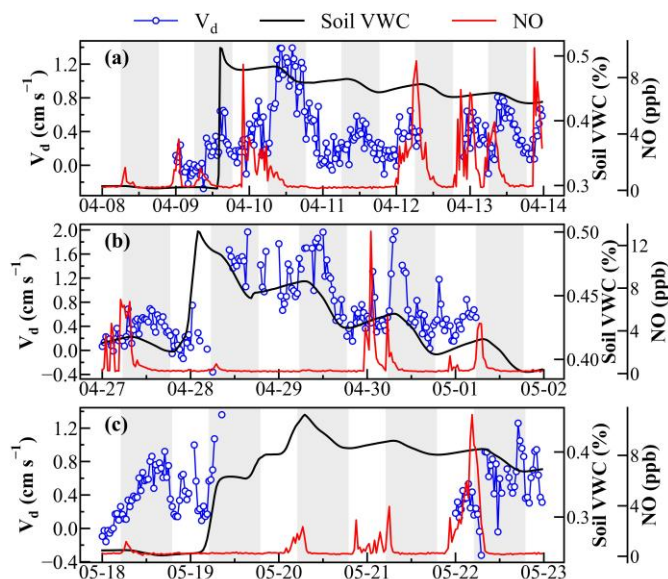 V_d Soil VWC NO
(a)
V_d (cm s⁻¹)
1.2
0.8
0.4
0.0
0.5
0.4
0.3
Soil VWC (%)
8
4
0
NO (ppb)
04-08 04-09 04-10 04-11 04-12 04-13 04-14
(b)
V_d (cm s⁻¹)
2.0
1.6
1.2
0.8
0.4
0.0
−0.4
0.50
0.45
0.40
Soil VWC (%)
12
8
4
0
NO (ppb)
04-27 04-28 04-29 04-30 05-01 05-02
(c)
V_d (cm s⁻¹)
1.2
0.8
0.4
0.0
−0.4
0.4
0.3
Soil VWC (%)
8
4
0
NO (ppb)
05-18 05-19 05-20 05-21 05-22 05-23